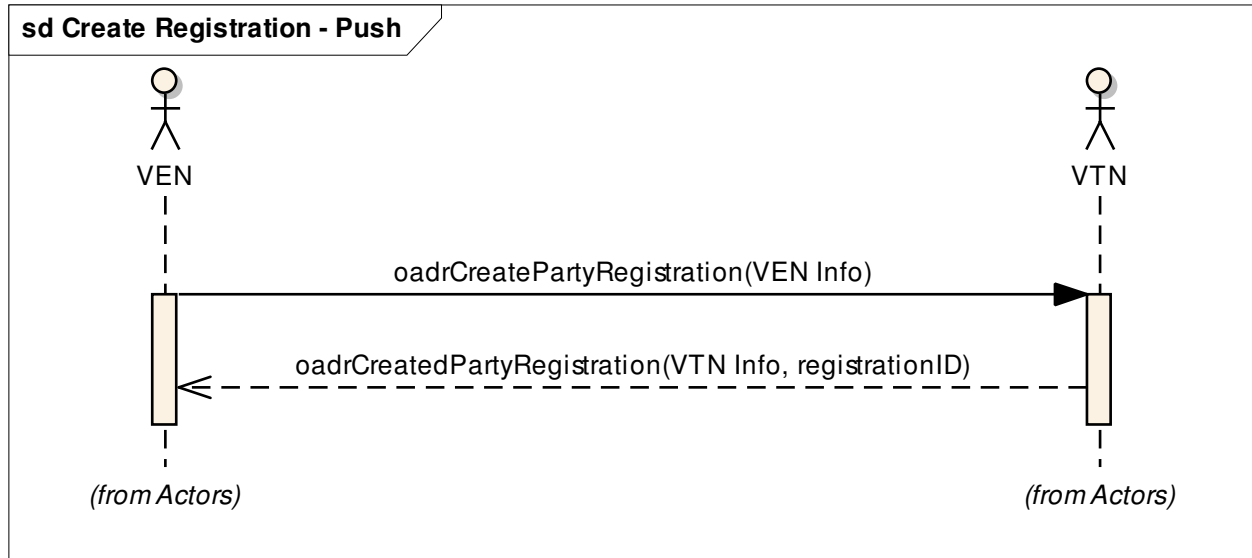 sd Create Registration - Push
VEN
VTN
oadrCreatePartyRegistration(VEN Info)
oadrCreatedPartyRegistration(VTN Info, registrationID)
(from Actors)
(from Actors)